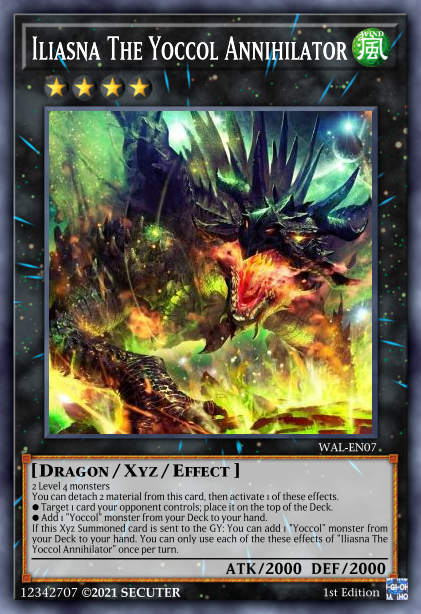 Iliasna The Yoccol Annihilator
WIND
風
WAL-EN07
[Dragon / Xyz / Effect ]
2 Level 4 monsters
You can detach 2 material from this card, then activate 1 of these effects.
● Target 1 card your opponent controls; place it on the top of the Deck.
● Add 1 "Yoccol" monster from your Deck to your hand.
If this Xyz Summoned card is set to the GY: You can add 1 "Yoccol" monster from
your Deck to your hand. You can only use each of the these effects of "Iliasna The
Yoccol Annihilator" once per turn.
ATK/2000 DEF/2000
12342707 ©2021 SECUTER
1st Edition